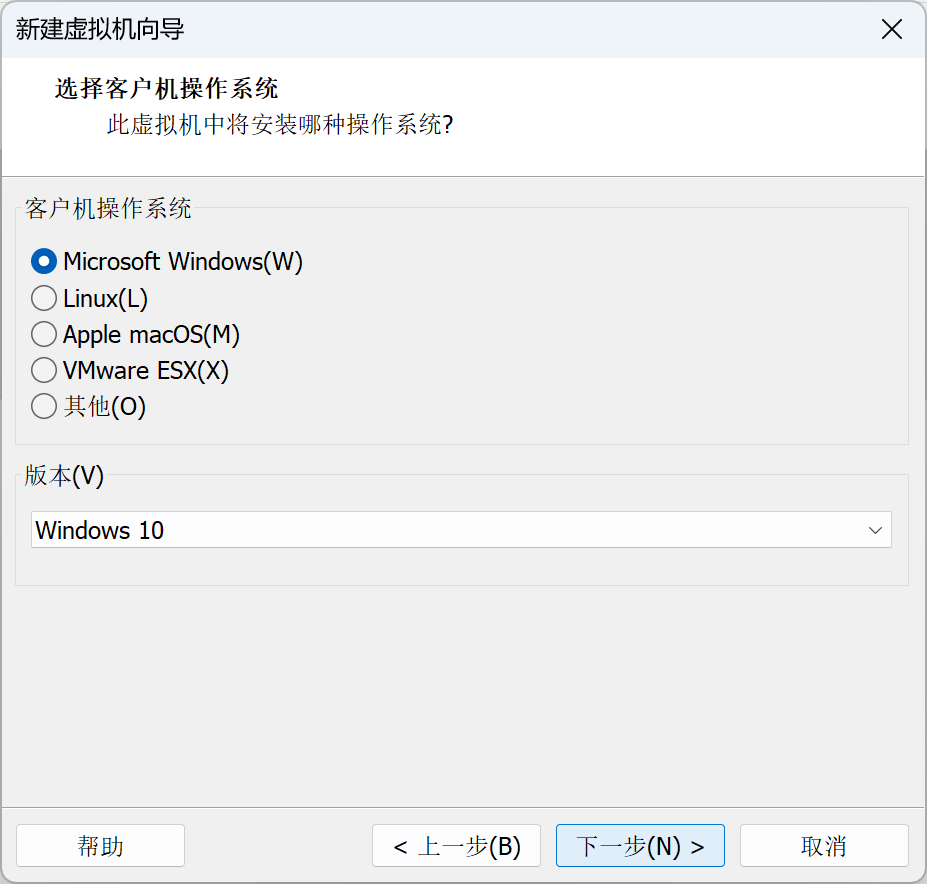 新建虚拟机向导
选择客户机操作系统
此虚拟机中将安装哪种操作系统?
客户机操作系统
Microsoft Windows(W)
Linux(L)
Apple macOS(M)
VMware ESX(X)
其他(O)
版本(V)
Windows 10
帮助
< 上一步(B)
下一步(N) >
取消